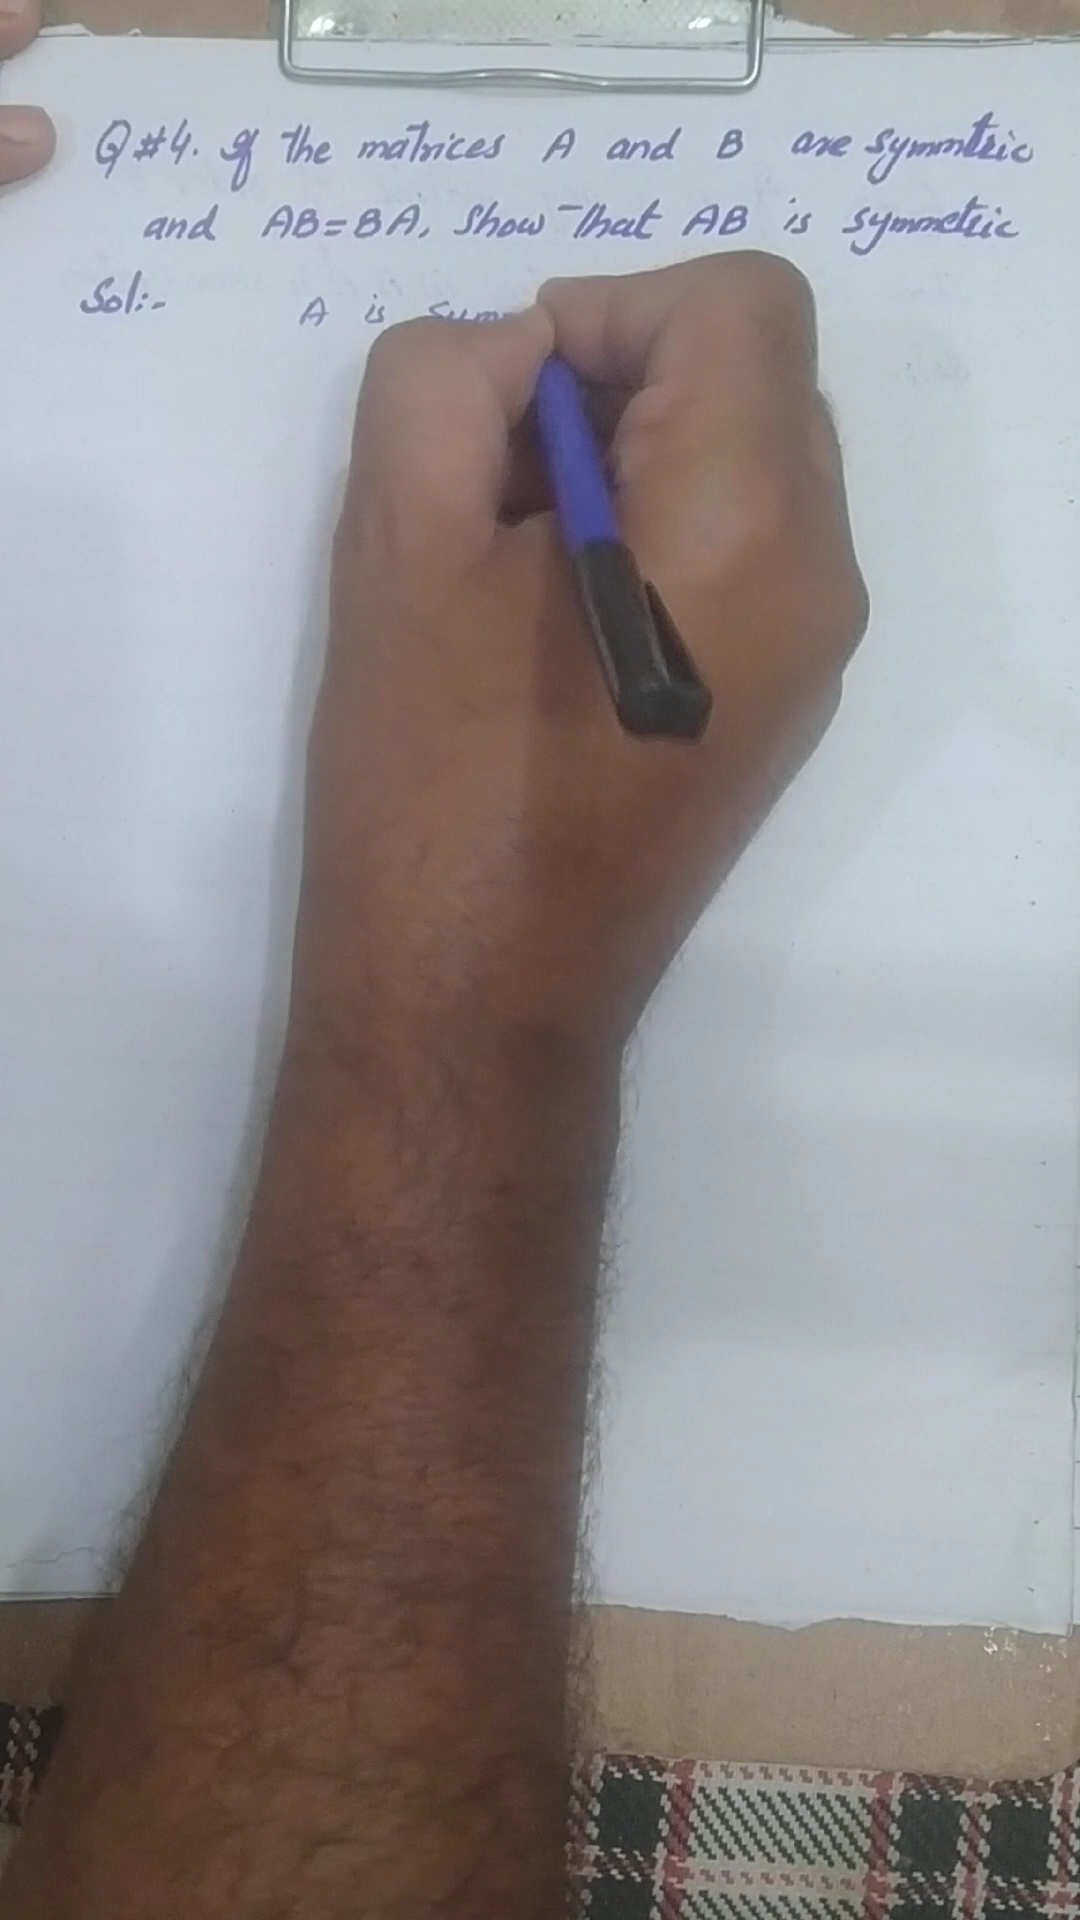 Q #4. If the matrices A and B are symmetric
and AB=BA, Show that AB is symmetric
Sol:- A is